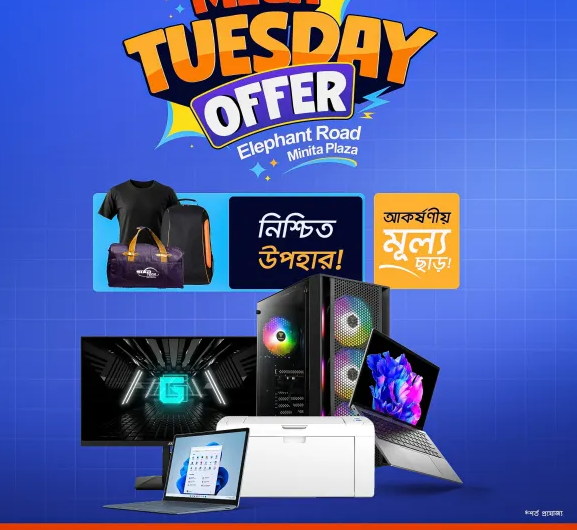 TUESDAY
OFFER
Elephant Road
Minita Plaza
নিশ্চিত
উপহার!
আকর্ষণীয়
মূল্য
ছাড়!
*শর্ত প্রযোজ্য